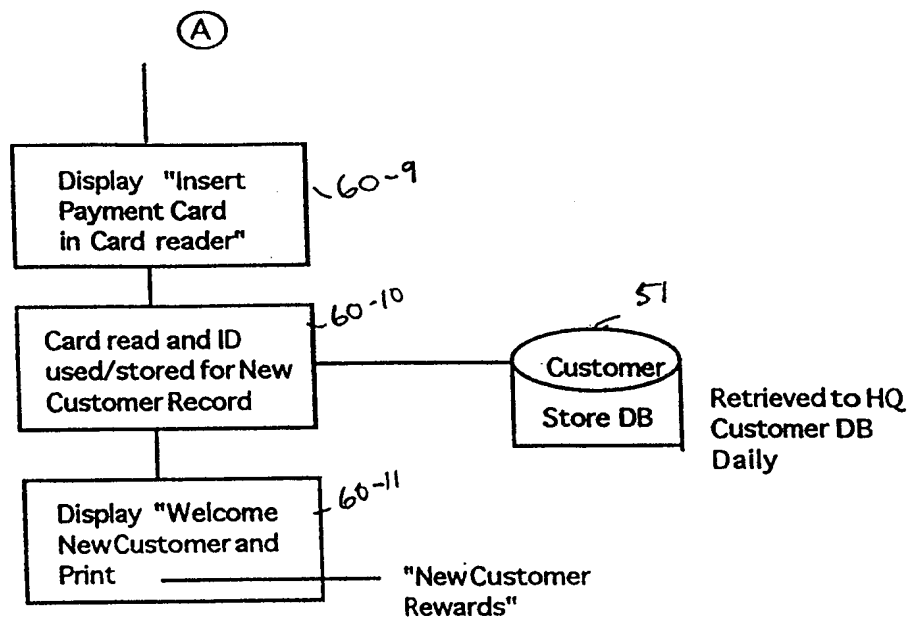 A
Display "Insert
Payment Card
in Card reader"
60-9
Card read and ID
used/stored for New
Customer Record
60-10
51
Customer
Store DB
Retrieved to HQ
Customer DB
Daily
Display "Welcome
New Customer and
Print
60-11
"New Customer
Rewards"